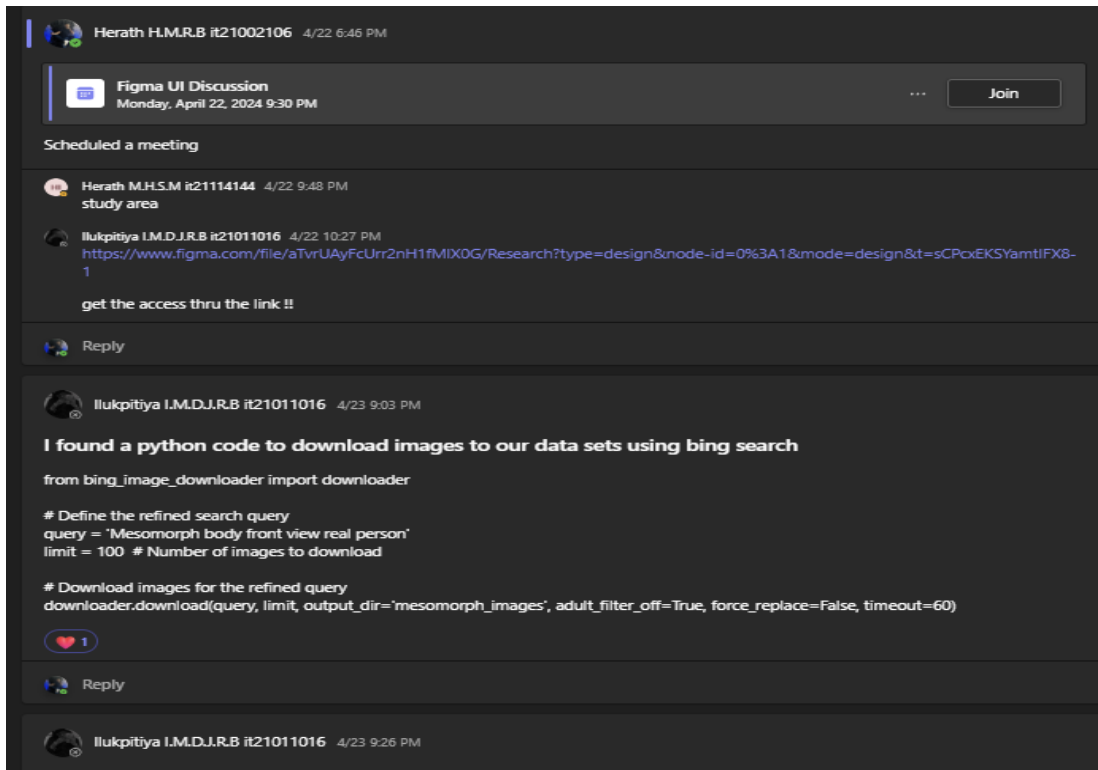 Herath H.M.R.B it21002106 4/22 6:46 PM
Figma UI Discussion
Monday, April 22, 2024 9:30 PM
... Join
Scheduled a meeting
Herath M.H.S.M it21114144 4/22 9:48 PM
study area
Ilukpitiya I.M.D.J.R.B it21011016 4/22 10:27 PM
https://www.figma.com/file/aTvrUAyFcUrr2nH1fMIX0G/Research?type=design&node-id=0%3A1&mode=design&t=sCPcxEKSYamtIFX8-
1
get the access thru the link !!
Reply
Ilukpitiya I.M.D.J.R.B it21011016 4/23 9:03 PM
I found a python code to download images to our data sets using bing search
from bing_image_downloader import downloader
# Define the refined search query
query = 'Mesomorph body front view real person'
limit = 100 # Number of images to download
# Download images for the refined query
downloader.download(query, limit, output_dir='mesomorph_images', adult_filter_off=True, force_replace=False, timeout=60)
1
Reply
Ilukpitiya I.M.D.J.R.B it21011016 4/23 9:26 PM